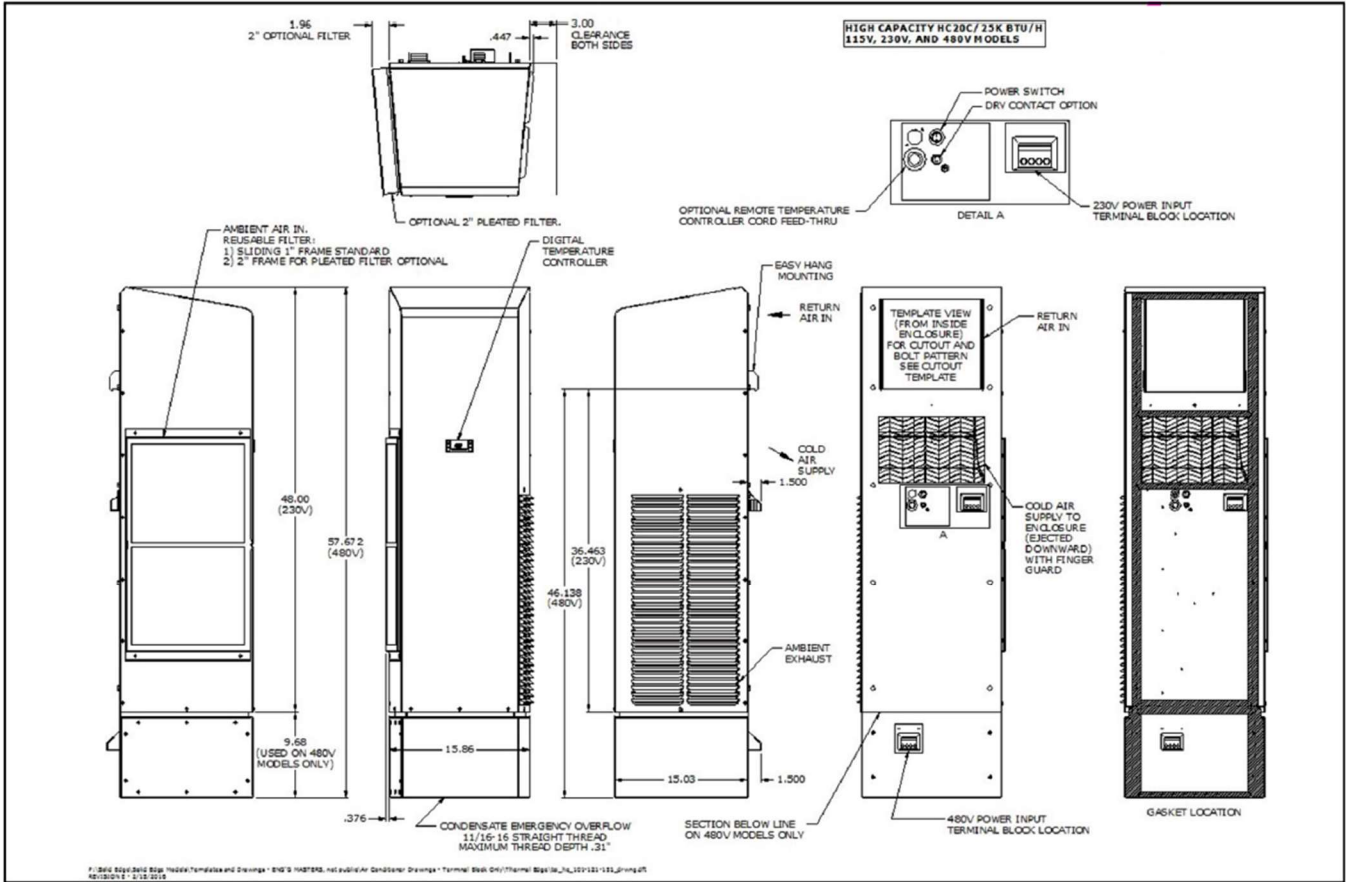 HIGH CAPACITY HC20C/25K BTU/H
115V, 230V, AND 480V MODELS
1.96
2" OPTIONAL FILTER
.447
3.00
CLEARANCE
BOTH SIDES
OPTIONAL 2" PLEATED FILTER.
POWER SWITCH
DRY CONTACT OPTION
OPTIONAL REMOTE TEMPERATURE
CONTROLLER CORD FEED-THRU
DETAIL A
230V POWER INPUT
TERMINAL BLOCK LOCATION
AMBIENT AIR IN.
REUSABLE FILTER:
1) SLIDING 1" FRAME STANDARD
2) 2" FRAME FOR PLEATED FILTER OPTIONAL
DIGITAL
TEMPERATURE
CONTROLLER
EASY HANG
MOUNTING
RETURN
AIR IN
TEMPLATE VIEW
(FROM INSIDE
ENCLOSURE)
FOR CUTOUT AND
BOLT PATTERN
SEE CUTOUT
TEMPLATE
RETURN
AIR IN
COLD
AIR
SUPPLY
1.500
48.00
(230V)
57.672
(480V)
36.463
(230V)
46.138
(480V)
A
COLD AIR
SUPPLY TO
ENCLOSURE
(EJECTED
DOWNWARD)
WITH FINGER
GUARD
AMBIENT
EXHAUST
9.68
(USED ON 480V
MODELS ONLY)
15.86
15.03
1.500
.376
CONDENSATE EMERGENCY OVERFLOW
11/16-16 STRAIGHT THREAD
MAXIMUM THREAD DEPTH .31"
SECTION BELOW LINE
ON 480V MODELS ONLY
480V POWER INPUT
TERMINAL BLOCK LOCATION
GASKET LOCATION